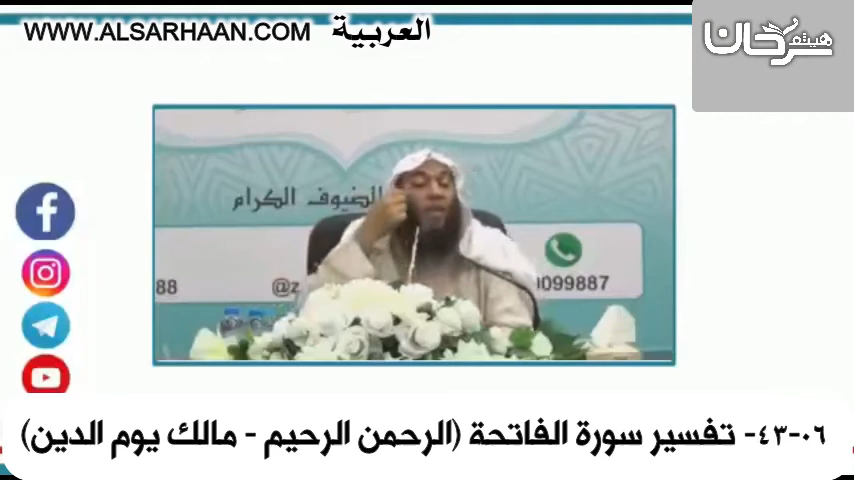 WWW.ALSARHAAN.COM العربية
هيثم
سرحان
الضيوف الكرام
88
@z
099887
٠٦-٤٣- تفسير سورة الفاتحة (الرحمن الرحيم - مالك يوم الدين)